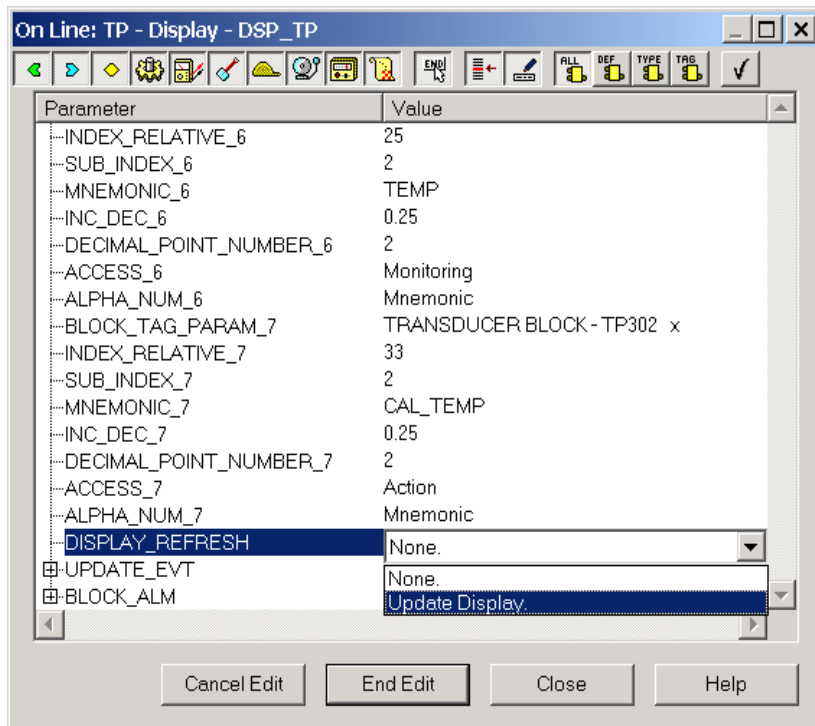 On Line: TP - Display - DSP_TP
END!
ALL DEF TYPE TAG
Parameter Value
INDEX_RELATIVE_6 25
SUB_INDEX_6 2
MNEMONIC_6 TEMP
INC_DEC_6 0.25
DECIMAL_POINT_NUMBER_6 2
ACCESS_6 Monitoring
ALPHA_NUM_6 Mnemonic
BLOCK_TAG_PARAM_7 TRANSDUCER BLOCK - TP302 x
INDEX_RELATIVE_7 33
SUB_INDEX_7 2
MNEMONIC_7 CAL_TEMP
INC_DEC_7 0.25
DECIMAL_POINT_NUMBER_7 2
ACCESS_7 Action
ALPHA_NUM_7 Mnemonic
DISPLAY_REFRESH None.
UPDATE_EVT None.
BLOCK_ALM Update Display.
Cancel Edit End Edit Close Help